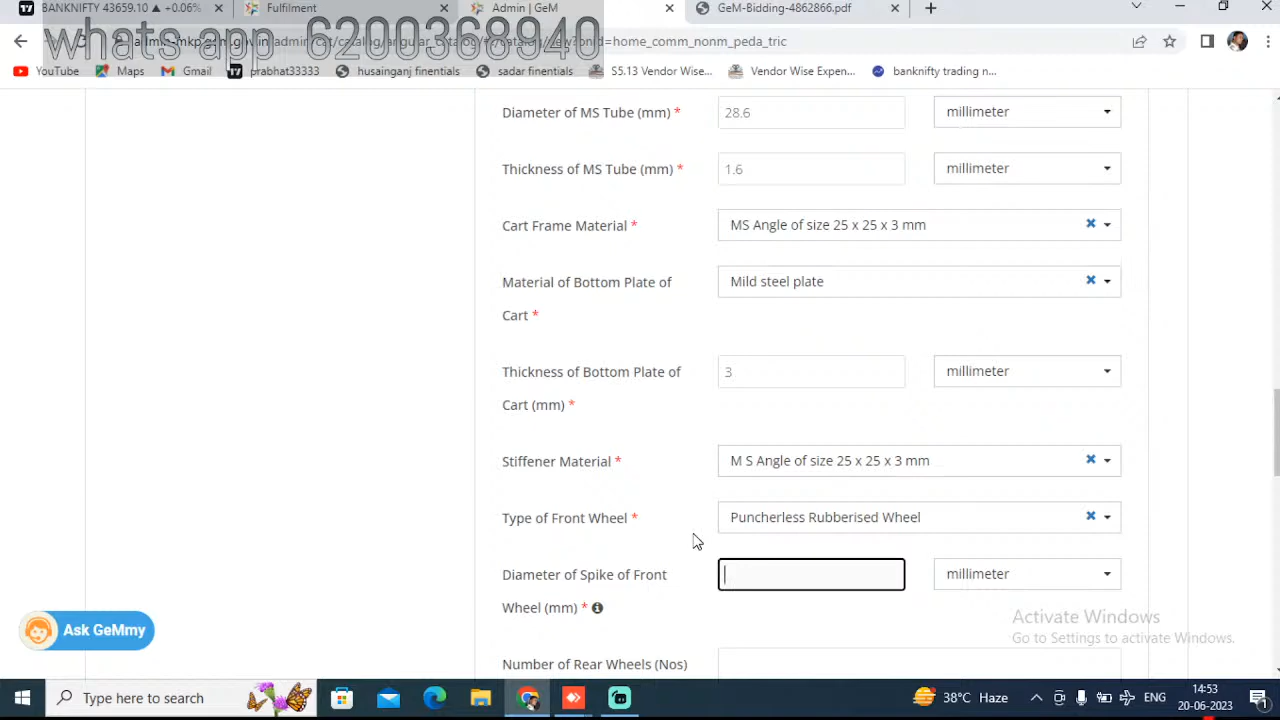 BANKNIFTY 43659.10 ▲ +0.06%
Fulfilment
Admin | GeM
GeM-Bidding-4862866.pdf
whats app 6200368940
YouTube
Maps
Gmail
prabhat33333
husainganj finentials
sadar finentials
S5.13 Vendor Wise...
Vendor Wise Expen...
banknifty trading n...
Diameter of MS Tube (mm) * 28.6 millimeter
Thickness of MS Tube (mm) * 1.6 millimeter
Cart Frame Material * MS Angle of size 25 x 25 x 3 mm
Material of Bottom Plate of Mild steel plate
Cart *
Thickness of Bottom Plate of 3 millimeter
Cart (mm) *
Stiffener Material * M S Angle of size 25 x 25 x 3 mm
Type of Front Wheel * Puncherless Rubberised Wheel
Diameter of Spike of Front millimeter
Wheel (mm) *
Number of Rear Wheels (Nos)
Ask GeMmy
Activate Windows
Go to Settings to activate Windows.
Type here to search
38°C Haze
ENG
14:53
20-06-2023
1